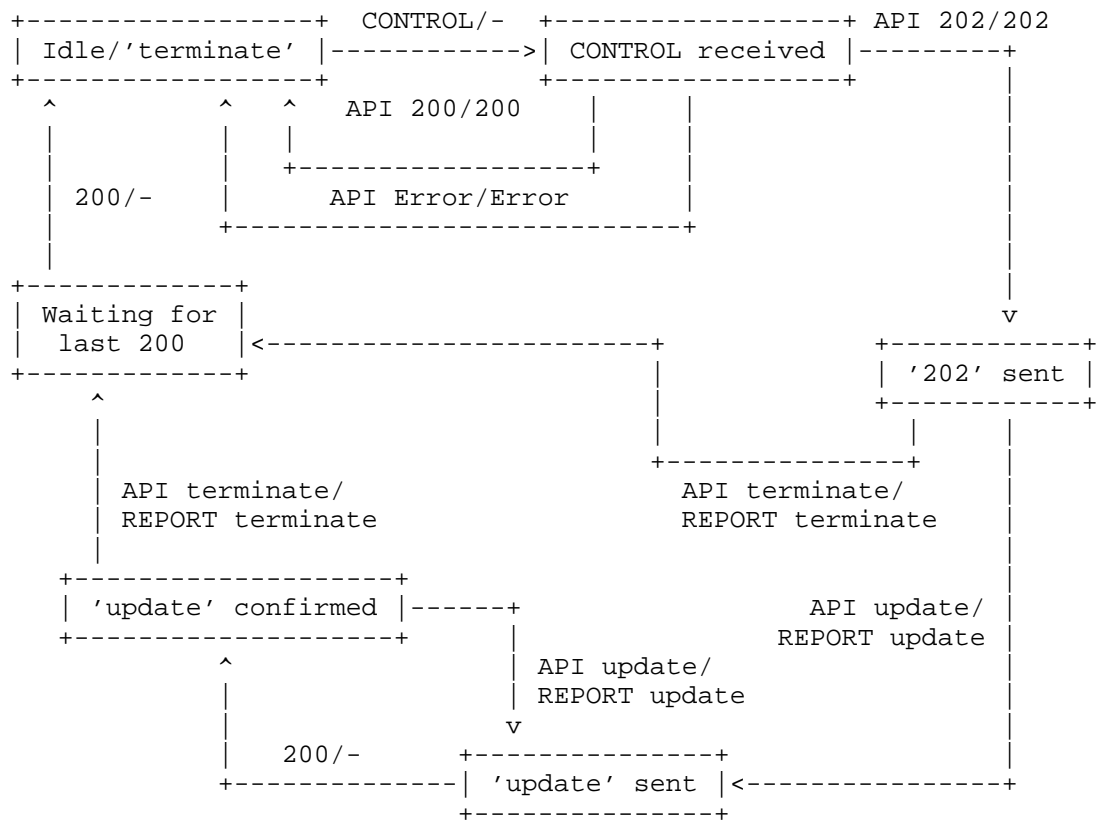 CONTROL/- API 202/202
Idle/’terminate’ CONTROL received
API 200/200
200/- API Error/Error
Waiting for
last 200
’202’ sent
API terminate/ API terminate/
REPORT terminate REPORT terminate
’update’ confirmed API update/
REPORT update
API update/
REPORT update
200/-
’update’ sent